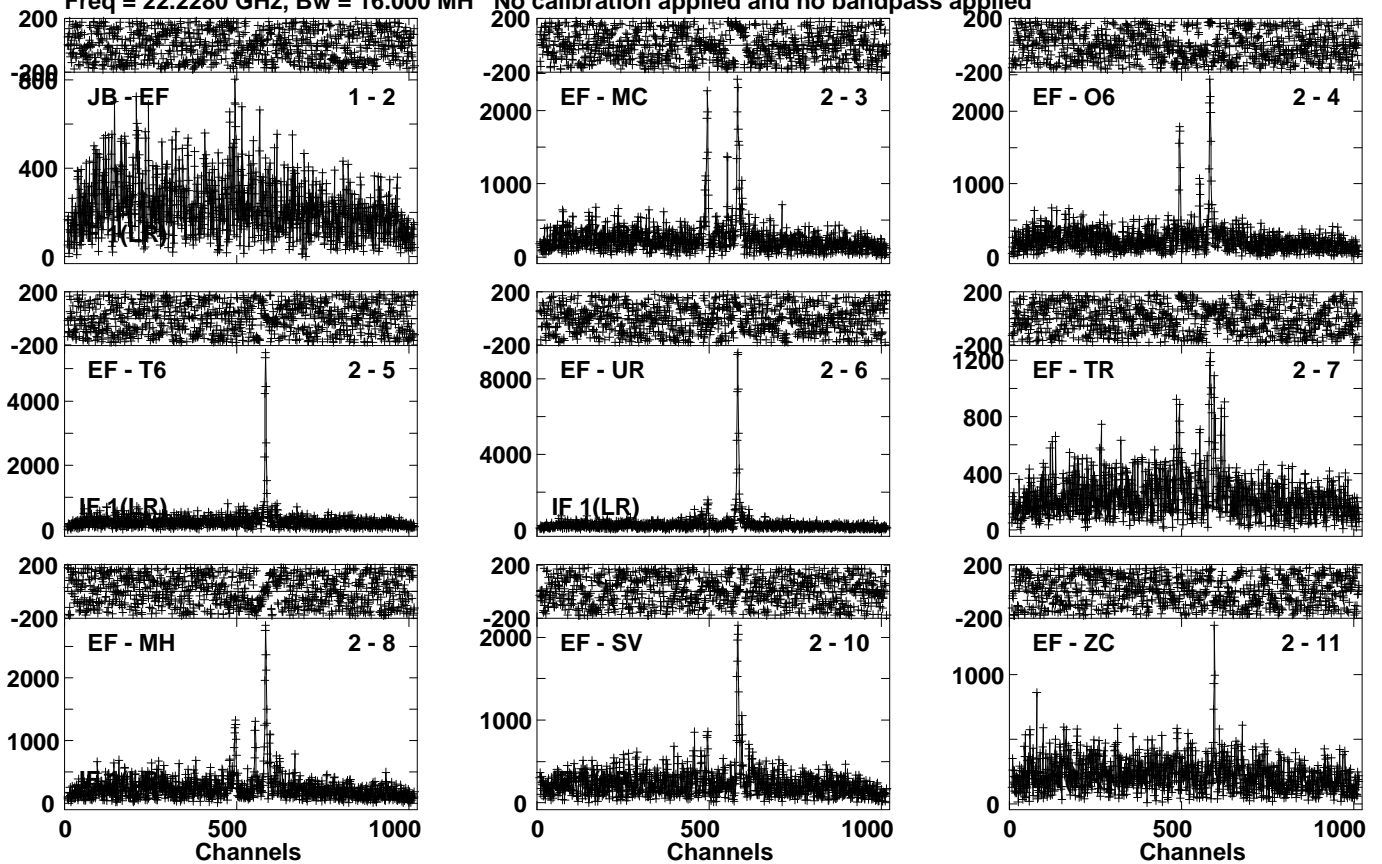 Freq = 22.2280 GHz, Bw = 16.000 MH No calibration applied and no bandpass applied
200 200 200
-200 -200 -200
800
JB - EF 1 - 2 EF - MC 2 - 3 EF - O6 2 - 4
2000 2000
400
1000 1000
IF 1(LR)
0 0 0
200 200 200
-200 -200 -200
1200
EF - T6 2 - 5 EF - UR 2 - 6 EF - TR 2 - 7
8000
4000 800
4000
2000 400
IF 1(LR) IF 1(LR)
0 0 0
200 200 200
-200 -200 -200
EF - MH 2 - 8 EF - SV 2 - 10 EF - ZC 2 - 11
2000
2000
1000
1000 1000
0 0 0
0 500 1000 0 500 1000 0 500 1000
Channels Channels Channels